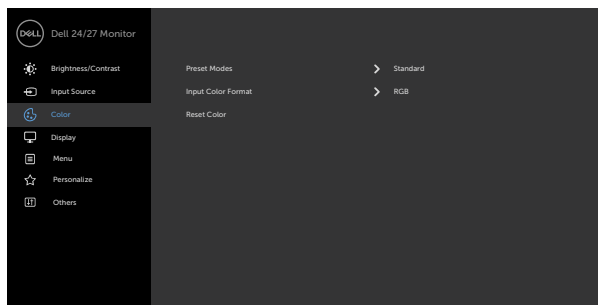 DELL Dell 24/27 Monitor
Brightness/Contrast Preset Modes Standard
Input Source Input Color Format RGB
Color Reset Color
Display
Menu
Personalize
Others